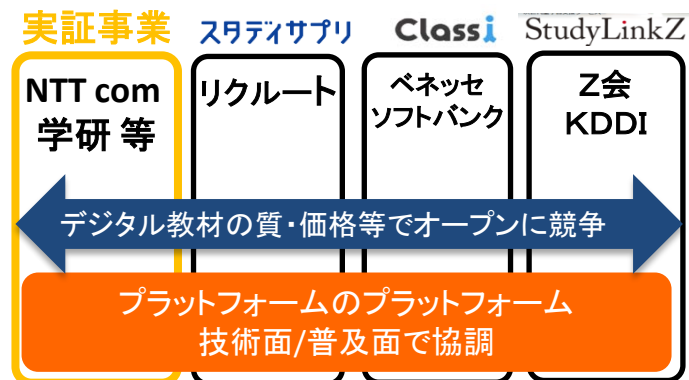 実証事業
スタディサプリ
Classi
StudyLinkZ
NTT com
学研 等
リクルート
ベネッセ
ソフトバンク
Z会
KDDI
デジタル教材の質・価格等でオープンに競争
プラットフォームのプラットフォーム
技術面/普及面で協調